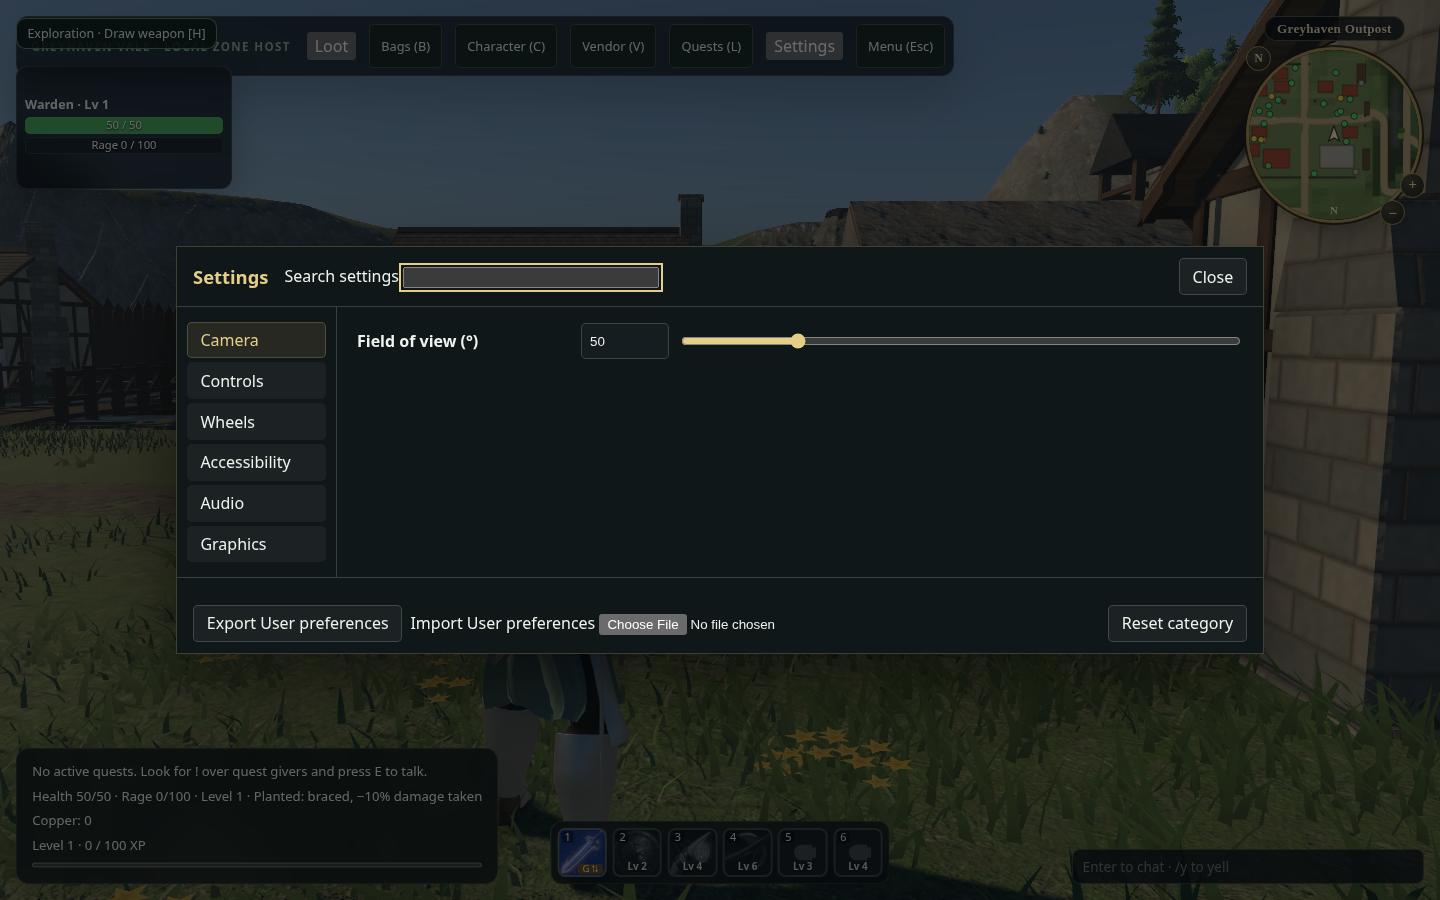 Exploration · Draw weapon [H]
ZONE HOST
Loot
Bags (B)
Character (C)
Vendor (V)
Quests (L)
Settings
Menu (Esc)
Greyhaven Outpost
N
Warden · Lv 1
50 / 50
Rage 0 / 100
+
N
−
Settings
Search settings
Close
Camera
Field of view (°)
50
Controls
Wheels
Accessibility
Audio
Graphics
Export User preferences
Import User preferences
Choose File
No file chosen
Reset category
No active quests. Look for ! over quest givers and press E to talk.
Health 50/50 · Rage 0/100 · Level 1 · Planted: braced, −10% damage taken
Copper: 0
Level 1 · 0 / 100 XP
1
2
3
4
5
6
Lv 2
Lv 4
Lv 6
Lv 3
Lv 4
Enter to chat · /y to yell